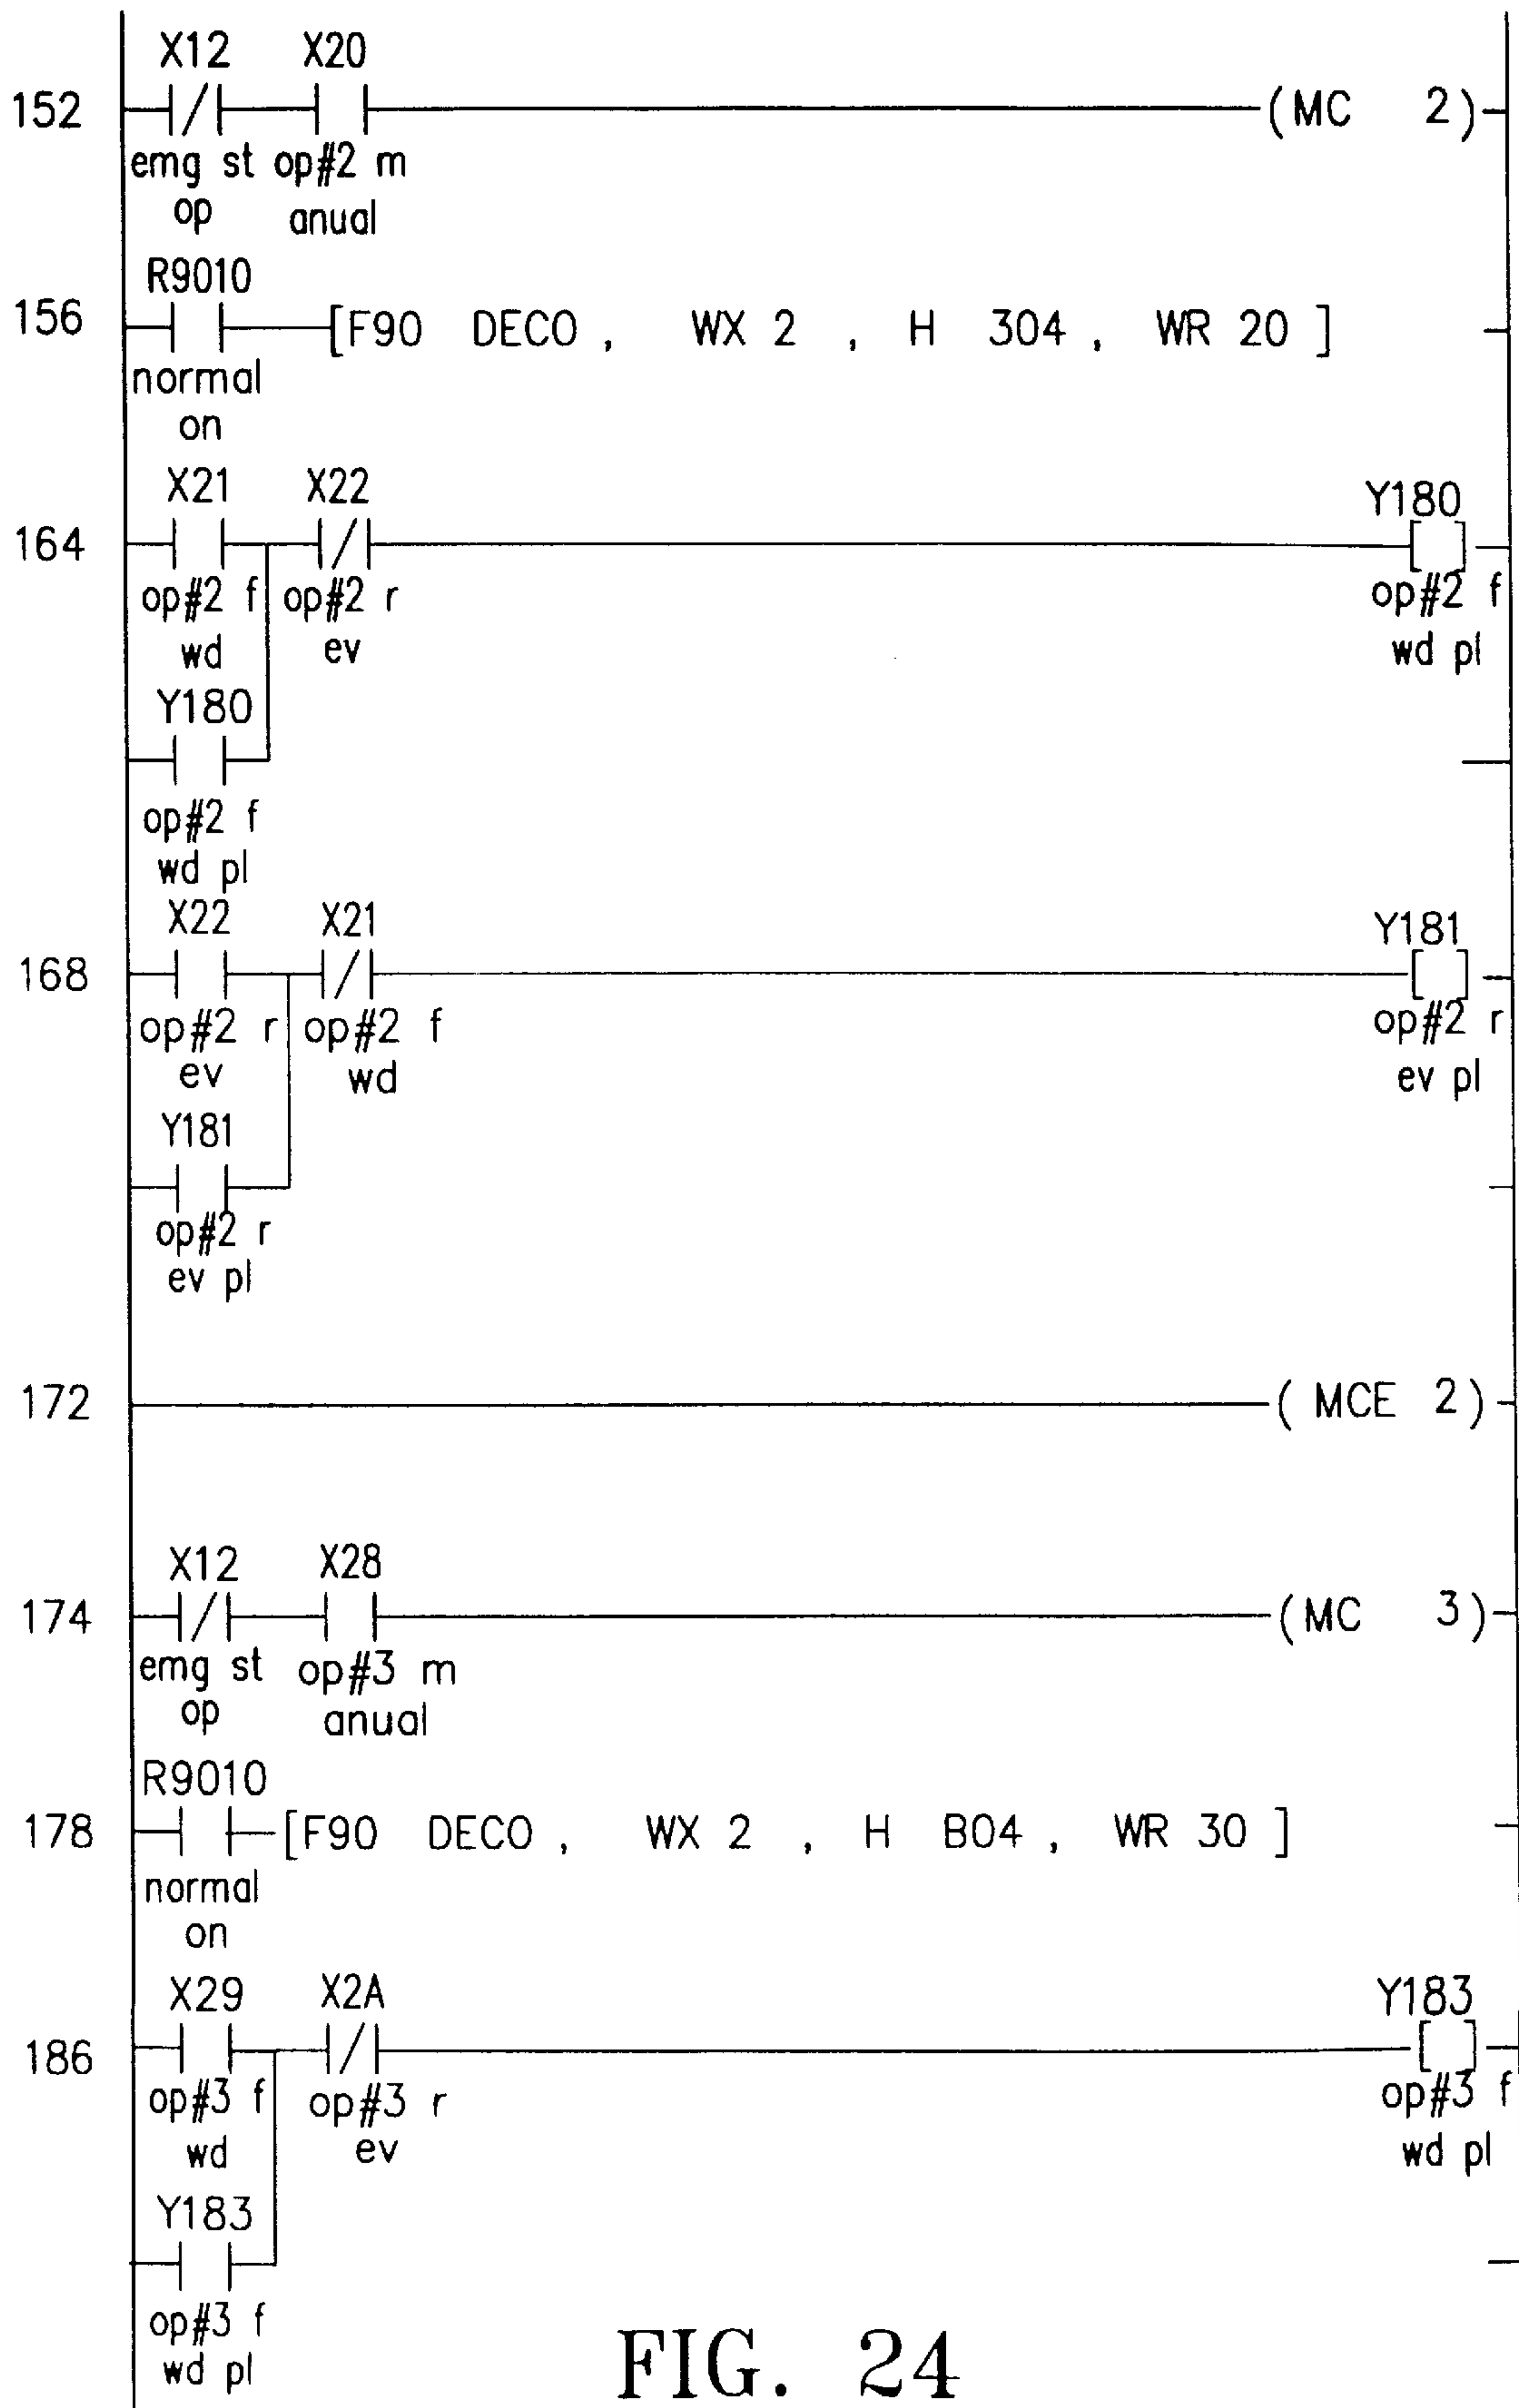 X12 X20
152 (MC 2)
emg st op#2 m
op anual
R9010
156 [F90 DECO , WX 2 , H 304 , WR 20 ]
normal
on
X21 X22 Y180
164 [ ]
op#2 f op#2 r op#2 f
wd ev wd pl
Y180
op#2 f
wd pl
X22 X21 Y181
168 [ ]
op#2 r op#2 f op#2 r
ev wd ev pl
Y181
op#2 r
ev pl
172 ( MCE 2)
X12 X28
174 (MC 3)
emg st op#3 m
op anual
R9010
178 [F90 DECO , WX 2 , H B04 , WR 30 ]
normal
on
X29 X2A Y183
186 [ ]
op#3 f op#3 r op#3 f
wd ev wd pl
Y183
op#3 f
wd pl
FIG. 24